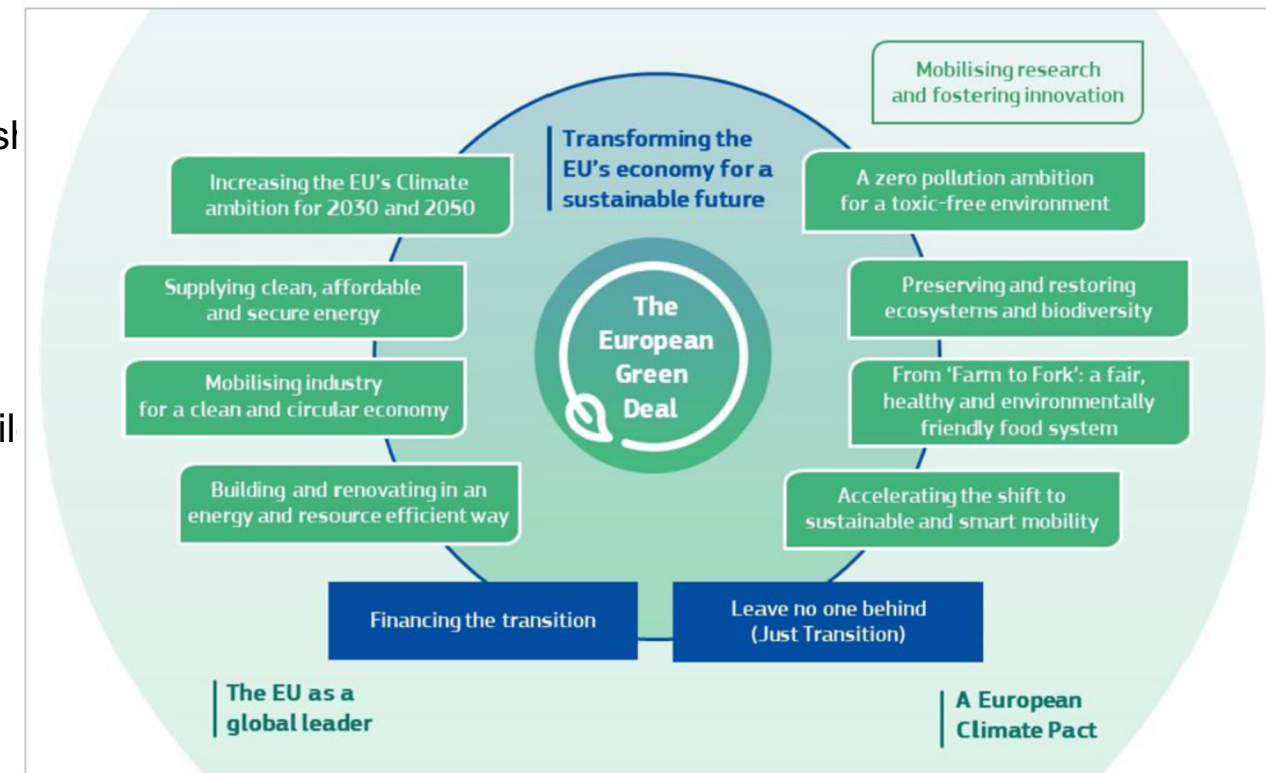 Mobilising research
and fostering innovation
Transforming the
EU's economy for a
sustainable future
Increasing the EU's Climate
ambition for 2030 and 2050
A zero pollution ambition
for a toxic-free environment
Supplying clean, affordable
and secure energy
Preserving and restoring
ecosystems and biodiversity
The
European
Green
Deal
Mobilising industry
for a clean and circular economy
From ‘Farm to Fork’: a fair,
healthy and environmentally
friendly food system
Building and renovating in an
energy and resource efficient way
Accelerating the shift to
sustainable and smart mobility
Financing the transition
Leave no one behind
(Just Transition)
The EU as a
global leader
A European
Climate Pact